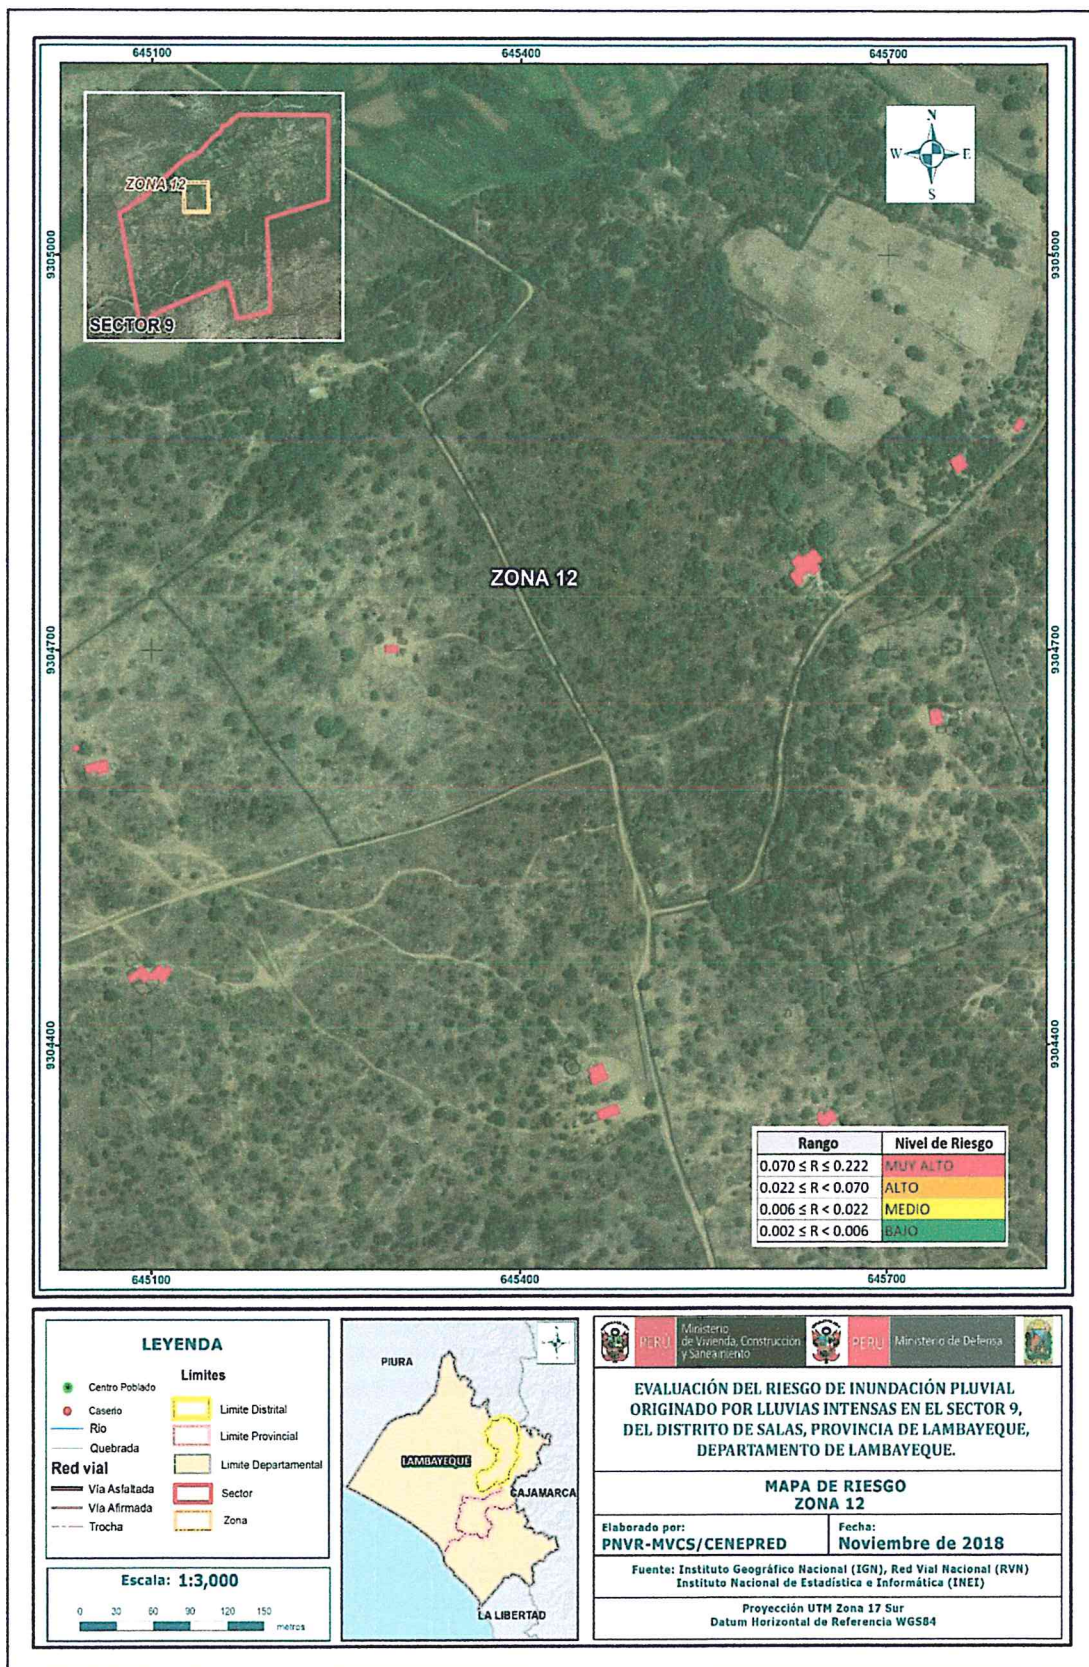 645100
645400
645700
9305000
9305000
9304700
9304700
9304400
9304400
645100
645400
645700
ZONA 12
SECTOR 9
N
W E
S
ZONA 12
Rango Nivel de Riesgo
0.070 ≤ R ≤ 0.222 MUY ALTO
0.022 ≤ R < 0.070 ALTO
0.006 ≤ R < 0.022 MEDIO
0.002 ≤ R < 0.006 BAJO
LEYENDA
Centro Poblado
Caserio
Rio
Quebrada
Red vial
Vía Asfaltada
Vía Afirmada
Trocha
Limites
Limite Distrital
Limite Provincial
Limite Departamental
Sector
Zona
Escala: 1:3,000
0 30 60 90 120 150
metros
PIURA
LAMBAYEQUE
CAJAMARCA
LA LIBERTAD
PERÚ
Ministerio
de Vivienda, Construcción
y Saneamiento
PERÚ
Ministerio de Defensa
EVALUACIÓN DEL RIESGO DE INUNDACIÓN PLUVIAL
ORIGINADO POR LLUVIAS INTENSAS EN EL SECTOR 9,
DEL DISTRITO DE SALAS, PROVINCIA DE LAMBAYEQUE,
DEPARTAMENTO DE LAMBAYEQUE.
MAPA DE RIESGO
ZONA 12
Elaborado por:
PNVR-MVCS/CENEPRED
Fecha:
Noviembre de 2018
Fuente: Instituto Geográfico Nacional (IGN), Red Vial Nacional (RVN)
Instituto Nacional de Estadística e Informática (INEI)
Proyección UTM Zona 17 Sur
Datum Horizontal de Referencia WGS84